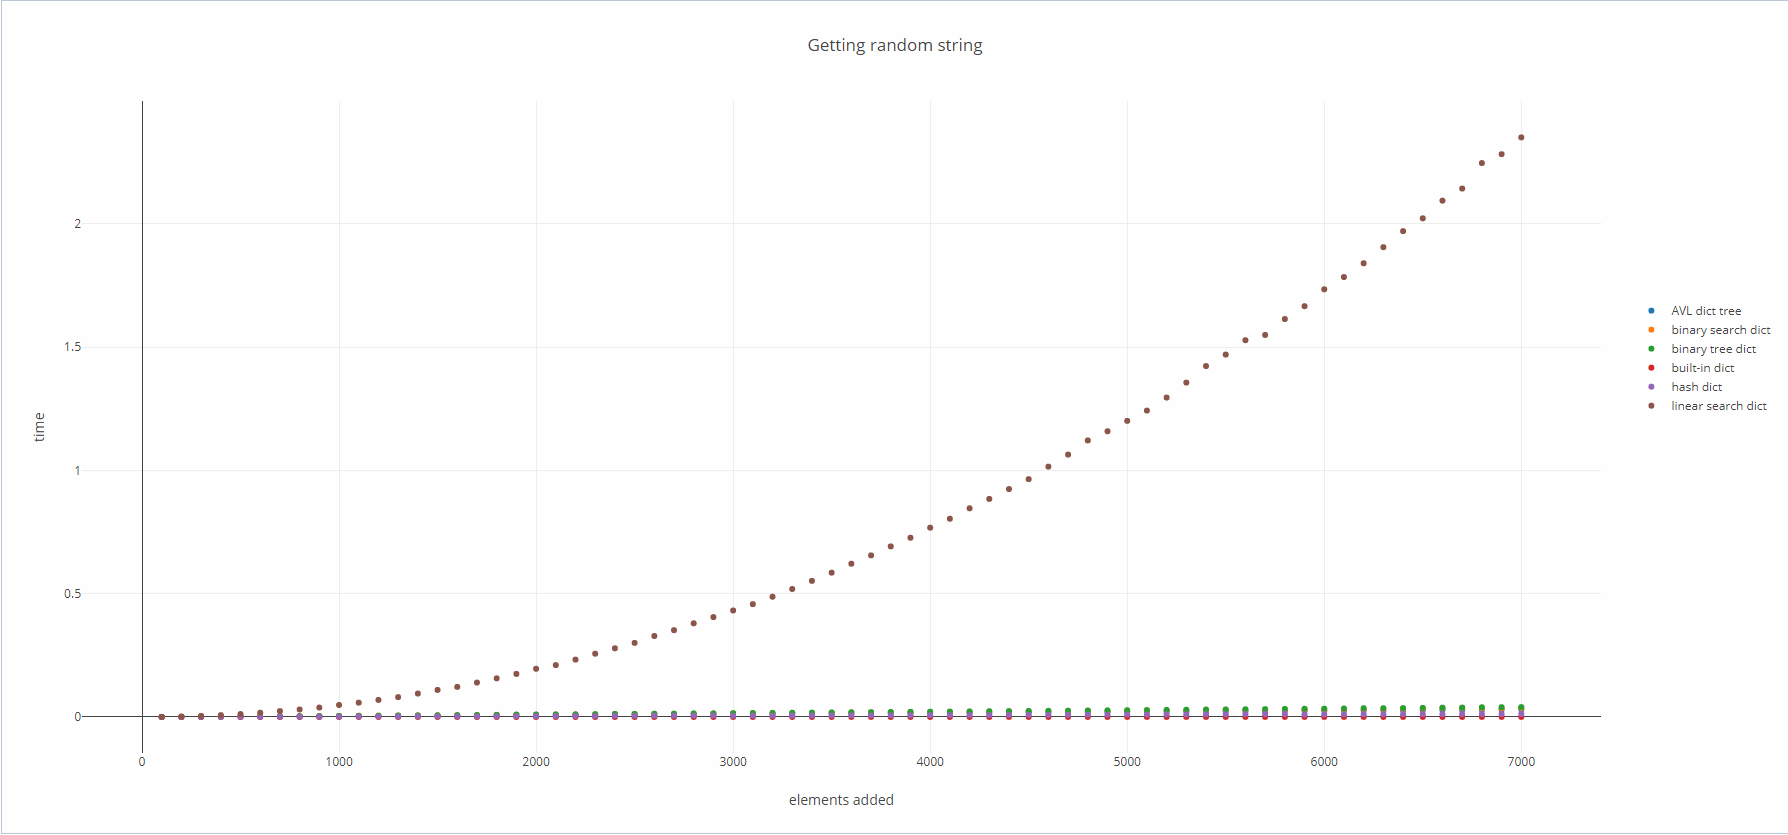 Getting random string
2
1.5
1
0.5
0
time
0 1000 2000 3000 4000 5000 6000 7000
elements added
AVL dict tree
binary search dict
binary tree dict
built-in dict
hash dict
linear search dict